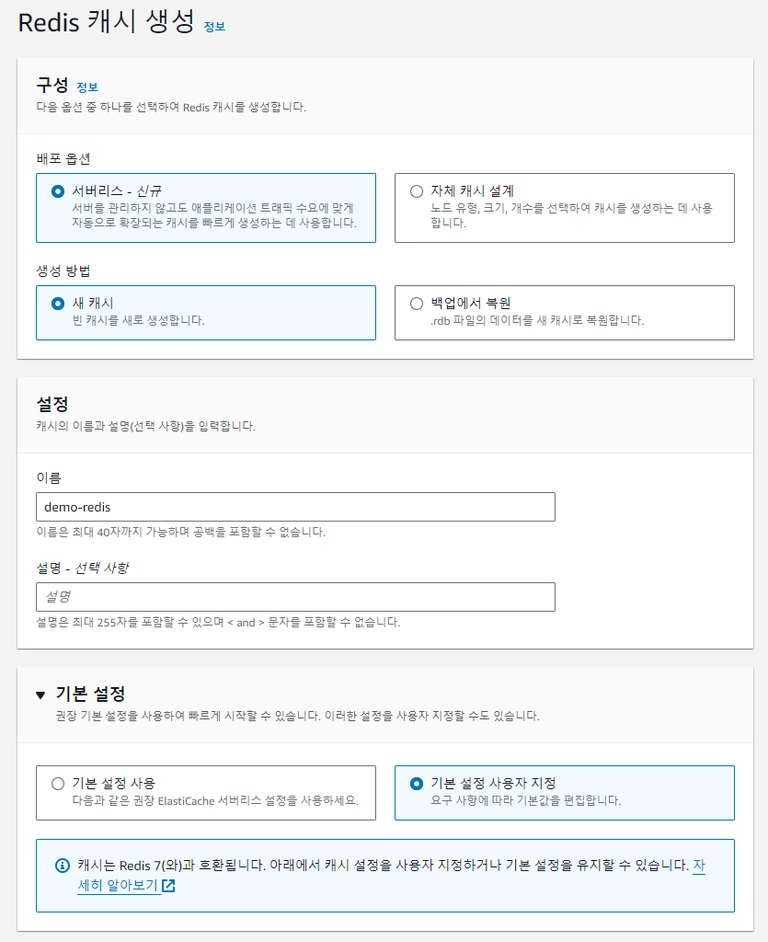 Redis 캐시 생성 정보
구성 정보
다음 옵션 중 하나를 선택하여 Redis 캐시를 생성합니다.
배포 옵션
서버리스 - 신규
서버를 관리하지 않고도 애플리케이션 트래픽 수요에 맞게
자동으로 확장되는 캐시를 빠르게 생성하는 데 사용합니다.
자체 캐시 설계
노드 유형, 크기, 개수를 선택하여 캐시를 생성하는 데 사용
합니다.
생성 방법
새 캐시
빈 캐시를 새로 생성합니다.
백업에서 복원
.rdb 파일의 데이터를 새 캐시로 복원합니다.
설정
캐시의 이름과 설명(선택 사항)을 입력합니다.
이름
demo-redis
이름은 최대 40자까지 가능하며 공백을 포함할 수 없습니다.
설명 - 선택 사항
설명
설명은 최대 255자를 포함할 수 있으며 < and > 문자를 포함할 수 없습니다.
기본 설정
권장 기본 설정을 사용하여 빠르게 시작할 수 있습니다. 이러한 설정을 사용자 지정할 수도 있습니다.
기본 설정 사용
다음과 같은 권장 ElastiCache 서버리스 설정을 사용하세요.
기본 설정 사용자 지정
요구 사항에 따라 기본값을 편집합니다.
캐시는 Redis 7(와)과 호환됩니다. 아래에서 캐시 설정을 사용자 지정하거나 기본 설정을 유지할 수 있습니다. 자
세히 알아보기